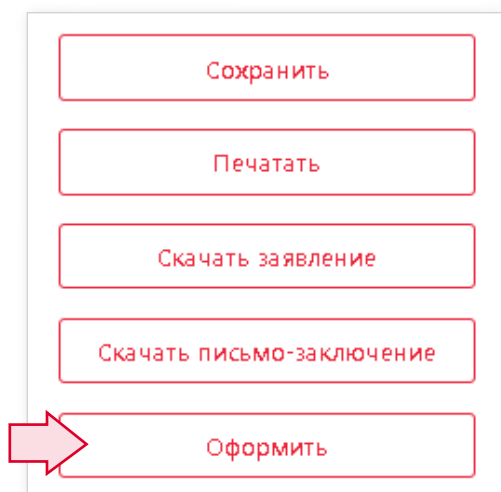 Сохранить
Печатать
Скачать заявление
Скачать письмо-заключение
Оформить